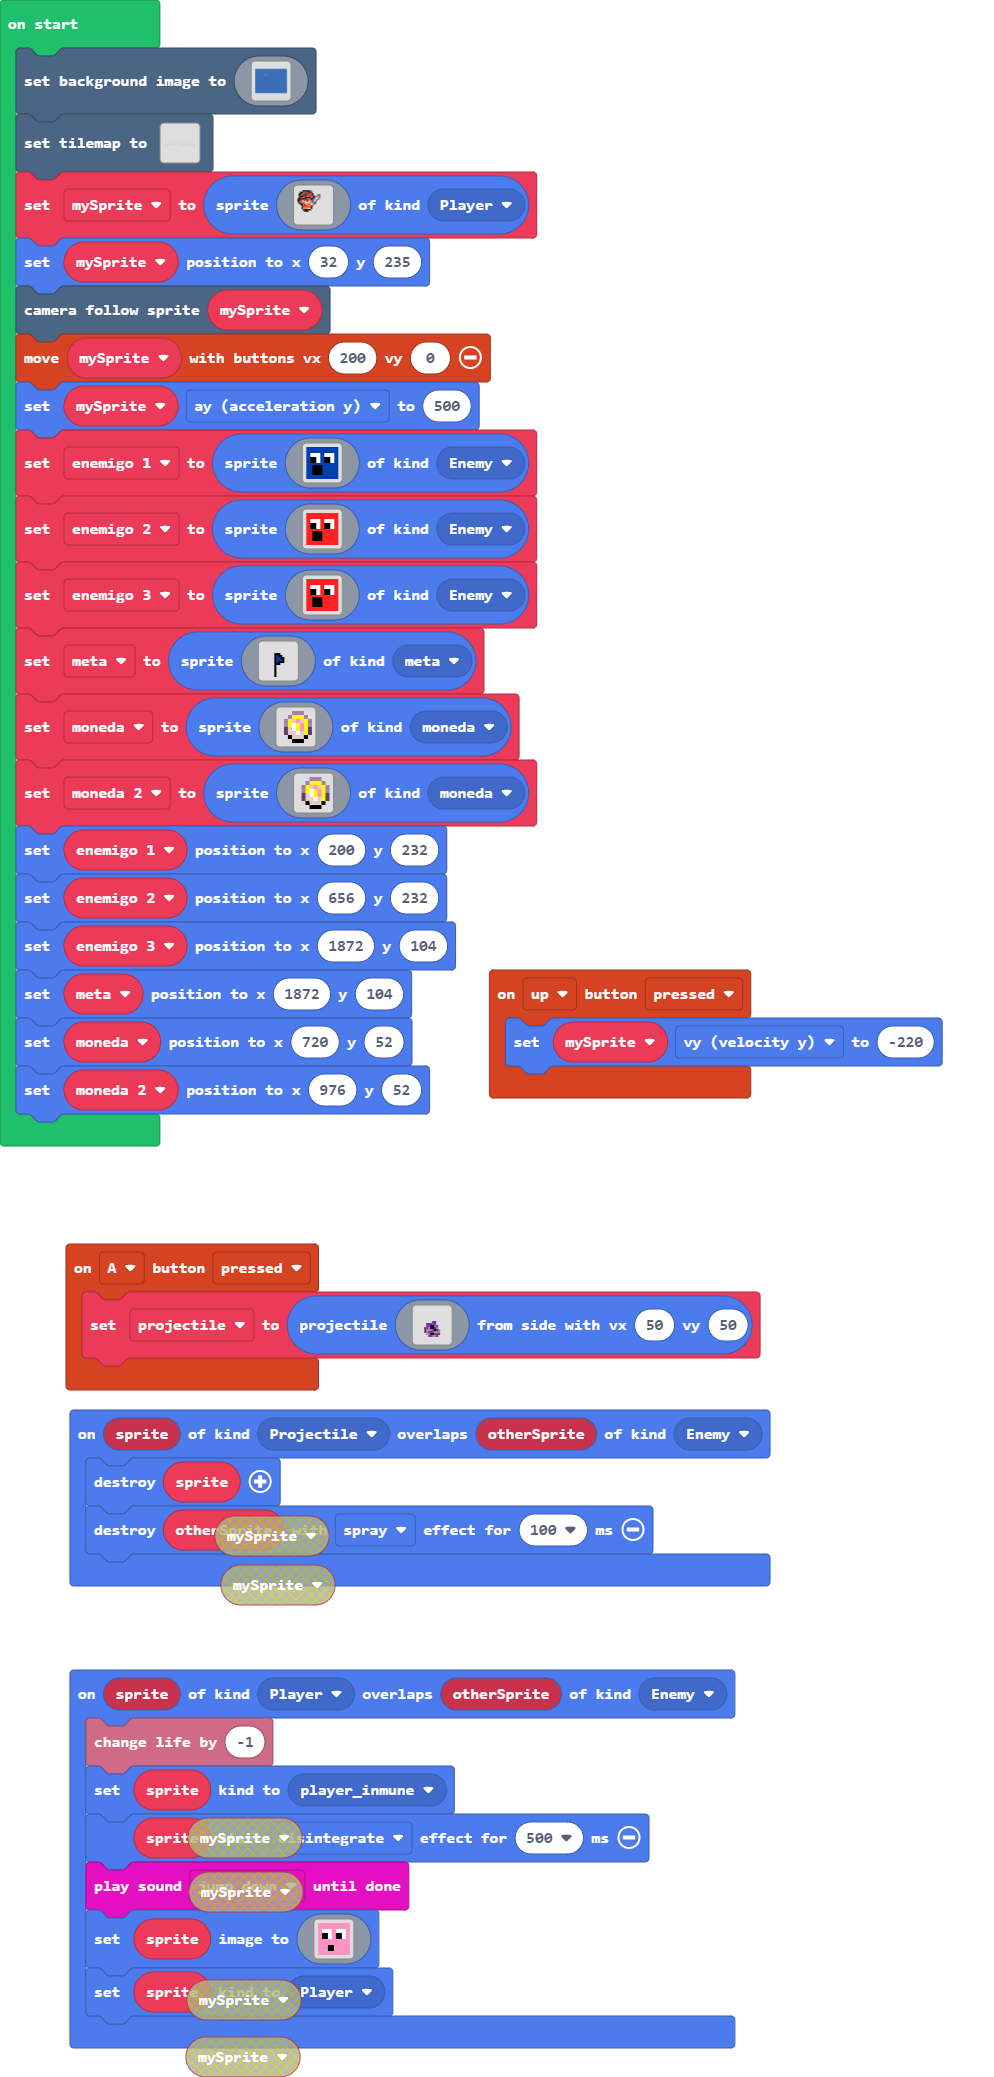 on start
set background image to
set tilemap to
set mySprite to sprite of kind Player
set mySprite position to x 32 y 235
camera follow sprite mySprite
move mySprite with buttons vx 200 vy 0
set mySprite ay (acceleration y) to 500
set enemigo 1 to sprite of kind Enemy
set enemigo 2 to sprite of kind Enemy
set enemigo 3 to sprite of kind Enemy
set meta to sprite of kind meta
set moneda to sprite of kind moneda
set moneda 2 to sprite of kind moneda
set enemigo 1 position to x 200 y 232
set enemigo 2 position to x 656 y 232
set enemigo 3 position to x 1872 y 104
set meta position to x 1872 y 104
set moneda position to x 720 y 52
set moneda 2 position to x 976 y 52
on up button pressed
set mySprite vy (velocity y) to -220
on A button pressed
set projectile to projectile from side with vx 50 vy 50
on sprite of kind Projectile overlaps otherSprite of kind Enemy
destroy sprite
destroy mySprite spray effect for 100 ms
mySprite
on sprite of kind Player overlaps otherSprite of kind Enemy
change life by -1
set sprite kind to player_inmune
mySprite effect for 500 ms
play sound until done
mySprite
set sprite image to
set Player
mySprite
mySprite